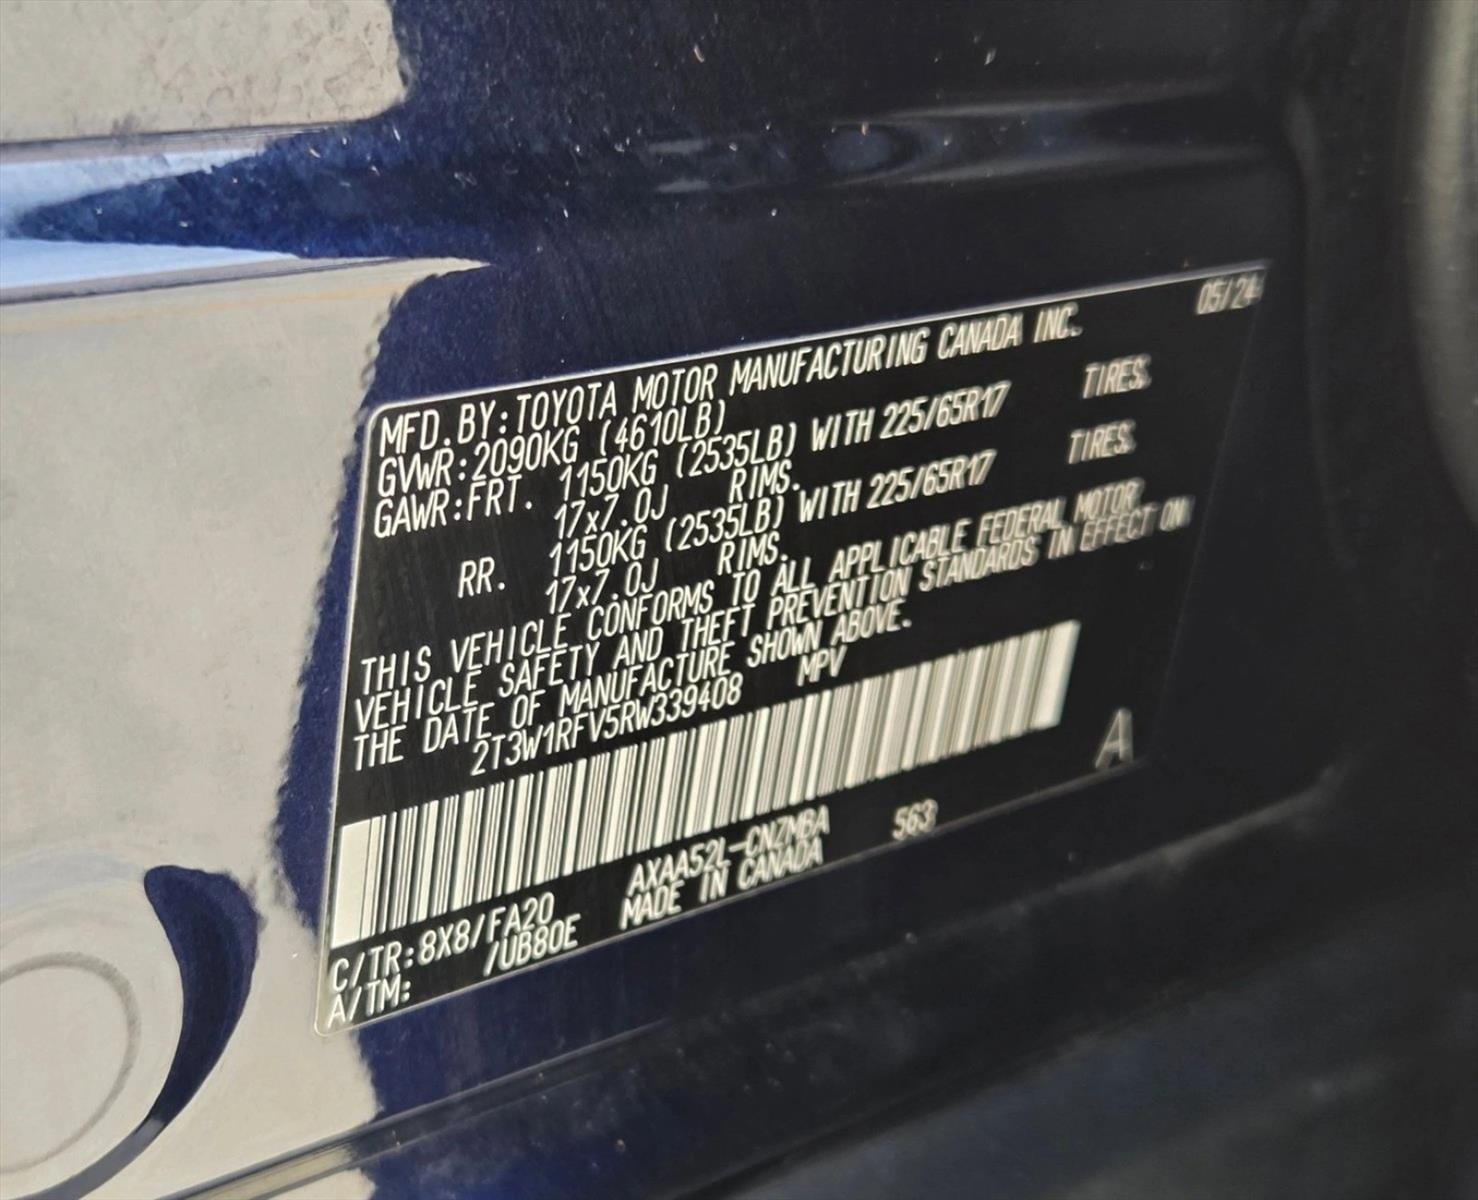 05/24
MFD. BY: TOYOTA MOTOR MANUFACTURING CANADA INC.
GVWR: 2090KG (4610LB)
GAWR: FRT. 1150KG (2535LB) WITH 225/65R17 TIRES.
17x7.0J RIMS.
RR. 1150KG (2535LB) WITH 225/65R17 TIRES.
17x7.0J RIMS.
THIS VEHICLE CONFORMS TO ALL APPLICABLE FEDERAL MOTOR
VEHICLE SAFETY AND THEFT PREVENTION STANDARDS IN EFFECT ON
THE DATE OF MANUFACTURE SHOWN ABOVE.
2T3W1RFV5RW339408 MPV
A
C/TR: 8X8/FA20 AXAA52L-CNZMBA 563
A/TM: /UB80E MADE IN CANADA